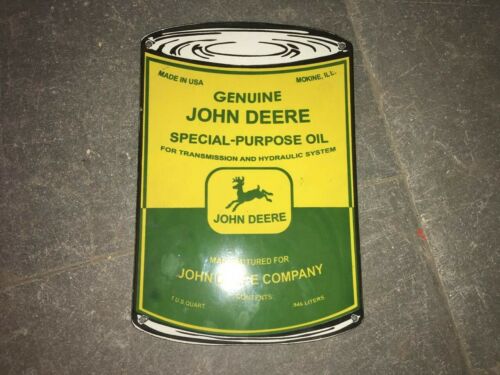 MADE IN USA
MOKINE, ILL.
GENUINE
JOHN DEERE
SPECIAL-PURPOSE OIL
FOR TRANSMISSION AND HYDRAULIC SYSTEM
JOHN DEERE
MANUFACTURED FOR
JOHN DEERE COMPANY
1 U.S. QUART CONTENTS: 946 LITERS